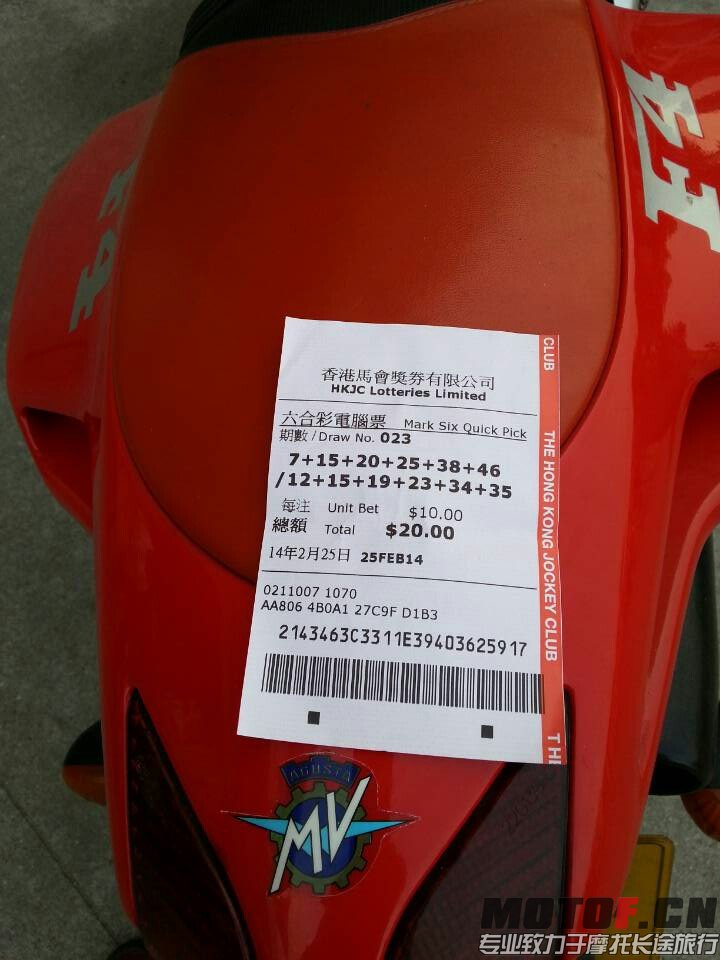 F4
F4
香港馬會獎券有限公司
HKJC Lotteries Limited
六合彩電腦票 Mark Six Quick Pick
期數 / Draw No. 023
7+15+20+25+38+46
/12+15+19+23+34+35
每注 Unit Bet $10.00
總額 Total $20.00
14年2月25日 25FEB14
0211007 1070
AA806 4B0A1 27C9F D1B3
2143463C3311E39403625917
CLUB
THE HONG KONG JOCKEY CLUB
THE
AGUSTA
MV
MOTOF.CN
专业致力于摩托长途旅行